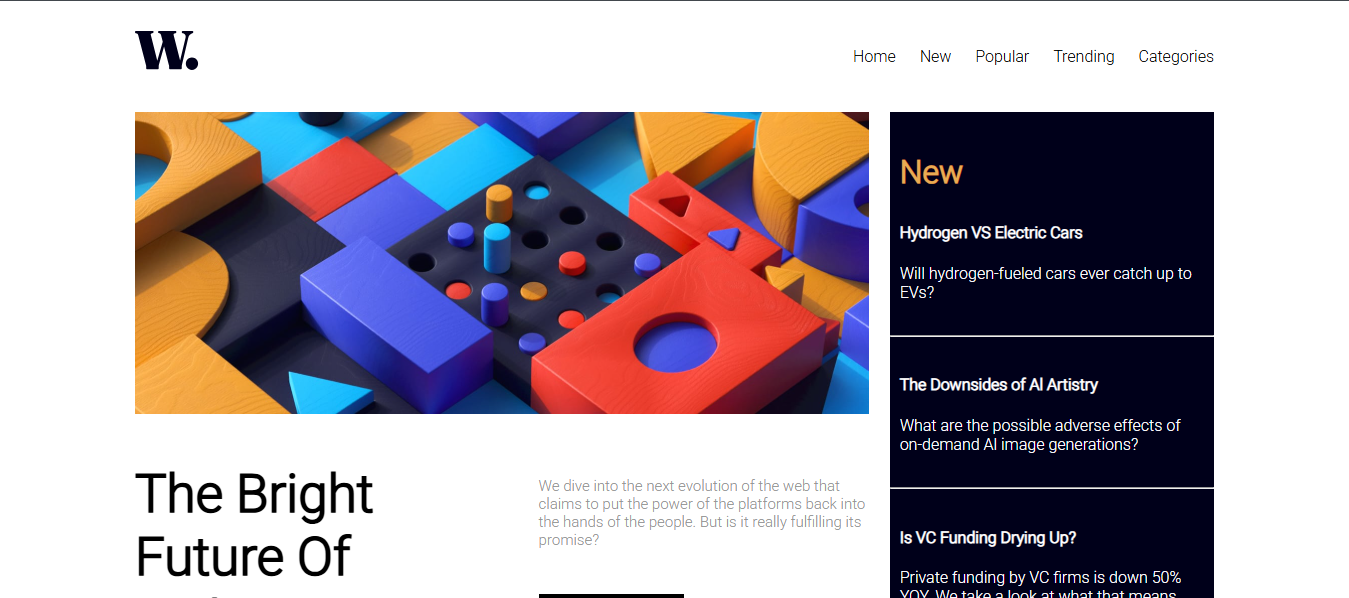 W.
Home New Popular Trending Categories
New
Hydrogen VS Electric Cars
Will hydrogen-fueled cars ever catch up to
EVs?
The Downsides of AI Artistry
What are the possible adverse effects of
on-demand AI image generations?
Is VC Funding Drying Up?
Private funding by VC firms is down 50%
YOY. We take a look at what that means
The Bright
Future Of
We dive into the next evolution of the web that
claims to put the power of the platforms back into
the hands of the people. But is it really fulfilling its
promise?